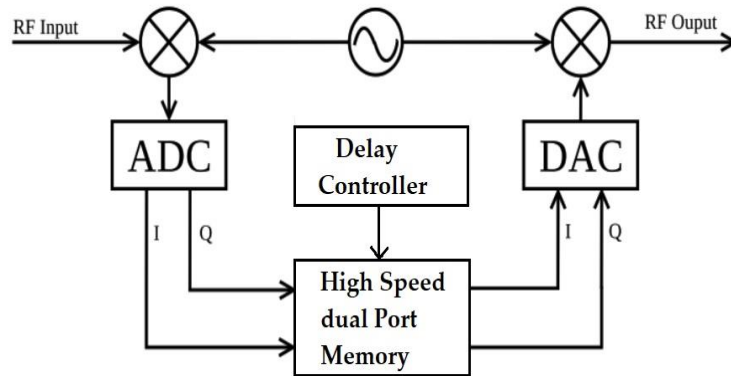 RF Input
RF Ouput
ADC
Delay
Controller
DAC
I
Q
I
Q
High Speed
dual Port
Memory